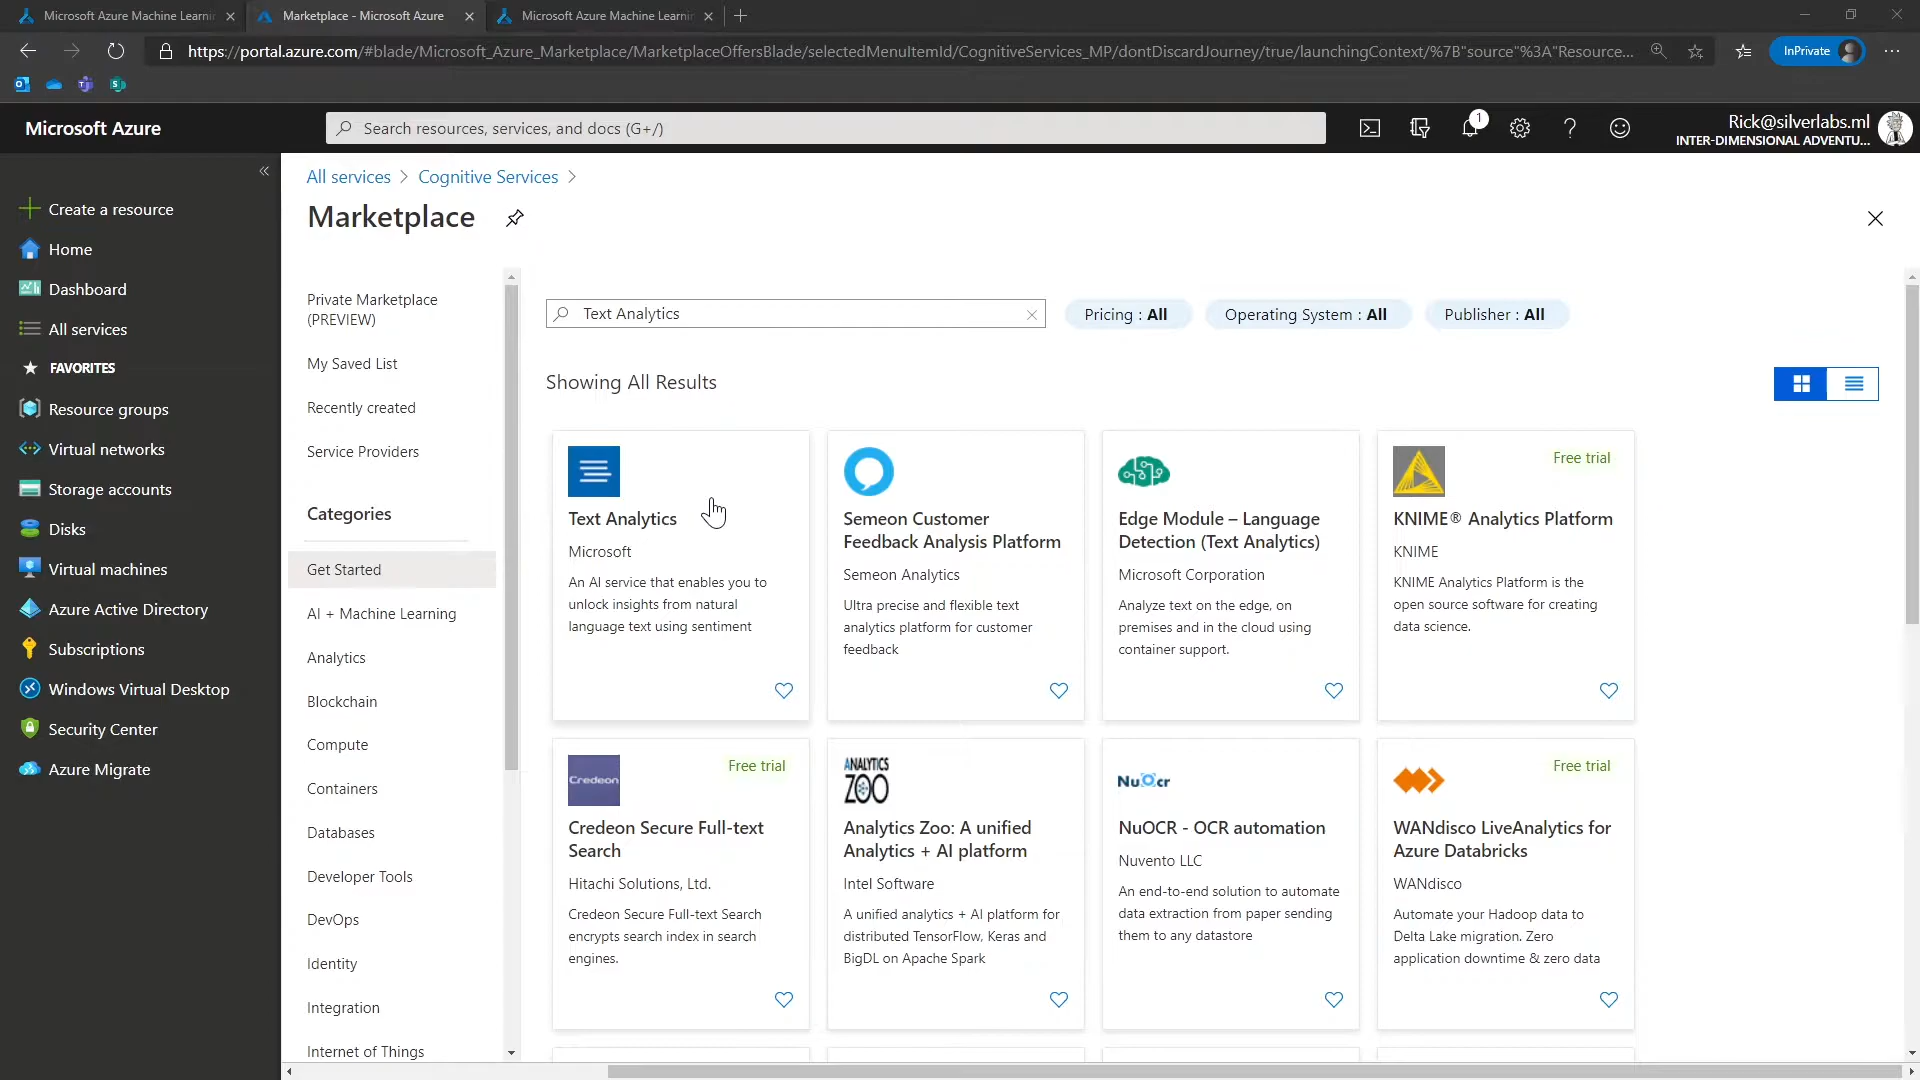 Microsoft Azure Machine Learni
Marketplace - Microsoft Azure
Microsoft Azure Machine Learni
https://portal.azure.com/#blade/Microsoft_Azure_Marketplace/MarketplaceOffersBlade/selectedMenuItemId/CognitiveServices_MP/dontDiscardJourney/true/launchingContext/%7B"source"%3A"Resource...
InPrivate
Microsoft Azure
Search resources, services, and docs (G+/)
1
Rick@silverlabs.ml
INTER-DIMENSIONAL ADVENTU...
Create a resource
Home
Dashboard
All services
FAVORITES
Resource groups
Virtual networks
Storage accounts
Disks
Virtual machines
Azure Active Directory
Subscriptions
Windows Virtual Desktop
Security Center
Azure Migrate
All services > Cognitive Services >
Marketplace
Private Marketplace
(PREVIEW)
My Saved List
Recently created
Service Providers
Categories
Get Started
AI + Machine Learning
Analytics
Blockchain
Compute
Containers
Databases
Developer Tools
DevOps
Identity
Integration
Internet of Things
Text Analytics
Pricing : All
Operating System : All
Publisher : All
Showing All Results
Text Analytics
Microsoft
An AI service that enables you to
unlock insights from natural
language text using sentiment
Semeon Customer
Feedback Analysis Platform
Semeon Analytics
Ultra precise and flexible text
analytics platform for customer
feedback
Edge Module – Language
Detection (Text Analytics)
Microsoft Corporation
Analyze text on the edge, on
premises and in the cloud using
container support.
Free trial
KNIME® Analytics Platform
KNIME
KNIME Analytics Platform is the
open source software for creating
data science.
Credeon
Free trial
Credeon Secure Full-text
Search
Hitachi Solutions, Ltd.
Credeon Secure Full-text Search
encrypts search index in search
engines.
ANALYTICS
ZOO
Analytics Zoo: A unified
Analytics + AI platform
Intel Software
A unified analytics + AI platform for
distributed TensorFlow, Keras and
BigDL on Apache Spark
NuOcr
NuOCR - OCR automation
Nuvento LLC
An end-to-end solution to automate
data extraction from paper sending
them to any datastore
Free trial
WANdisco LiveAnalytics for
Azure Databricks
WANdisco
Automate your Hadoop data to
Delta Lake migration. Zero
application downtime & zero data